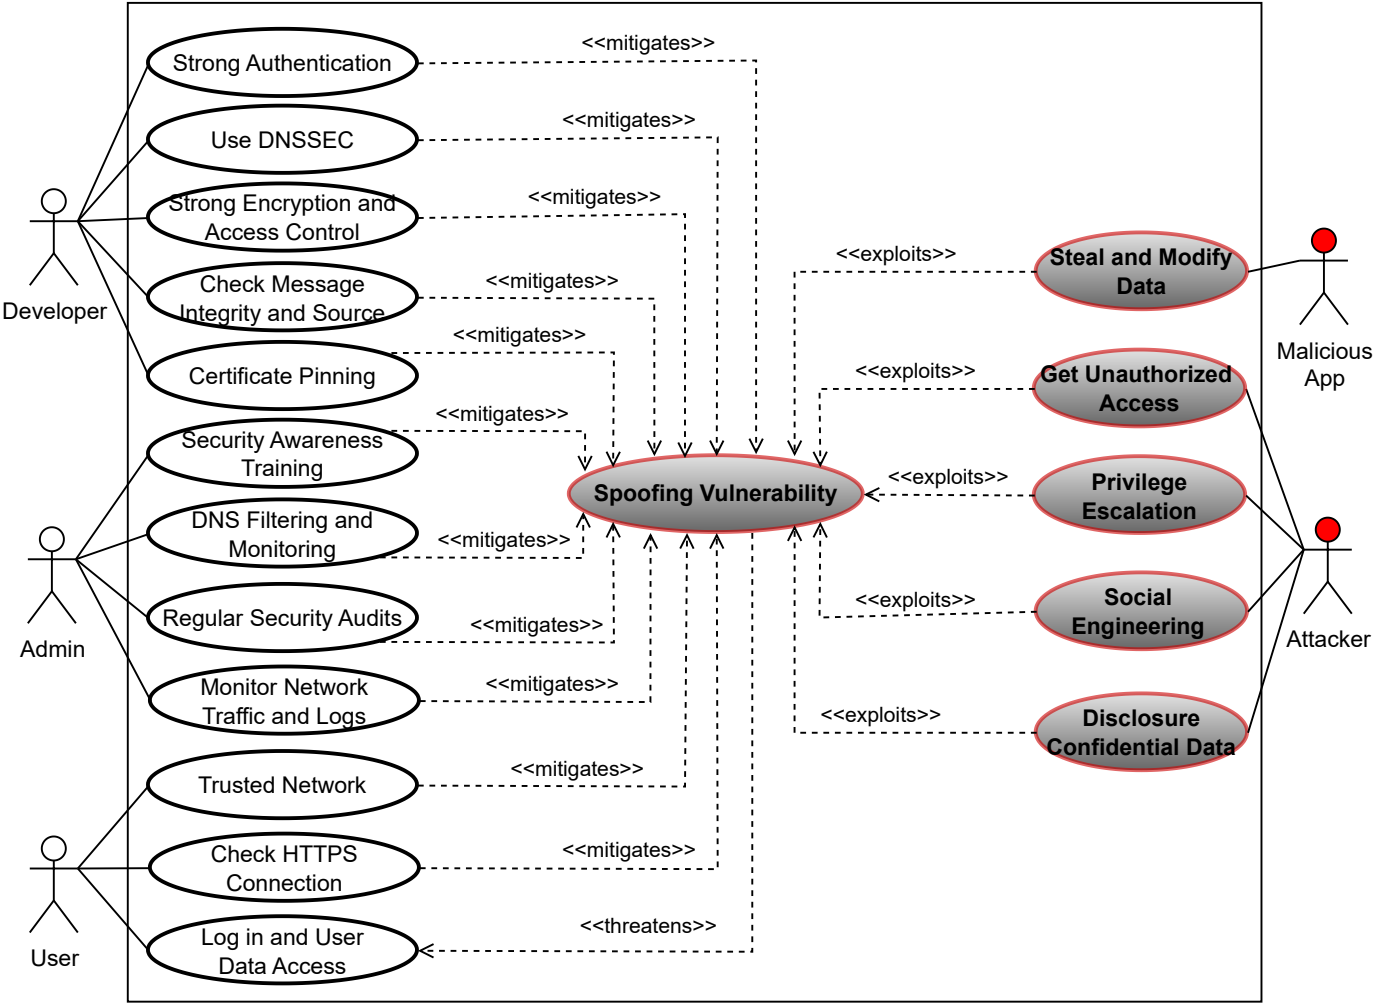 <<mitigates>>
Strong Authentication
<<mitigates>>
Use DNSSEC
<<mitigates>>
Strong Encryption and
Access Control
<<exploits>>
Steal and Modify
Data
<<mitigates>>
Check Message
Integrity and Source
Developer
<<mitigates>>
Malicious
App
Certificate Pinning
<<exploits>>
Get Unauthorized
Access
<<mitigates>>
Security Awareness
Training
<<exploits>>
Privilege
Escalation
Spoofing Vulnerability
DNS Filtering and
Monitoring
<<mitigates>>
<<exploits>>
Social
Engineering
Regular Security Audits
<<mitigates>>
Admin
Attacker
<<mitigates>>
Monitor Network
Traffic and Logs
<<exploits>>
Disclosure
Confidential Data
<<mitigates>>
Trusted Network
<<mitigates>>
Check HTTPS
Connection
<<threatens>>
Log in and User
Data Access
User